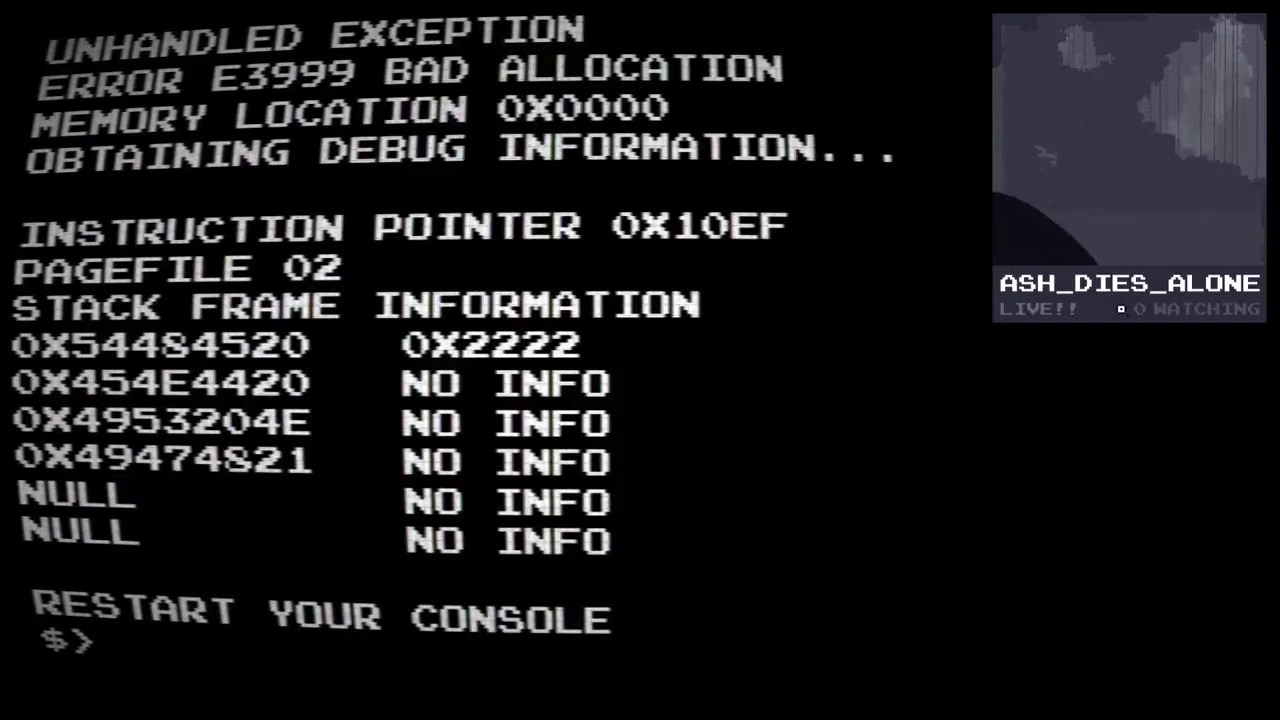 UNHANDLED EXCEPTION
ERROR E3999 BAD ALLOCATION
MEMORY LOCATION 0X0000
OBTAINING DEBUG INFORMATION...
INSTRUCTION POINTER 0X10EF
PAGEFILE 02
STACK FRAME INFORMATION
0X54484520 0X2222
0X454E4420 NO INFO
0X4953204E NO INFO
0X49474821 NO INFO
NULL NO INFO
NULL NO INFO
RESTART YOUR CONSOLE
$>
ASH_DIES_ALONE
LIVE!! 0 WATCHING